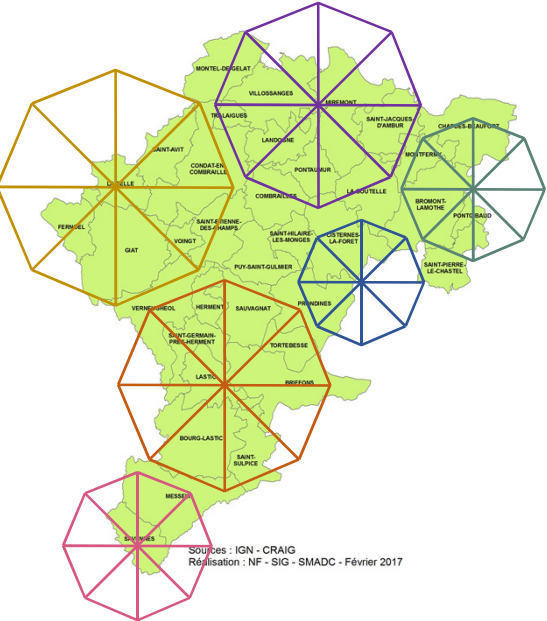 MONTEL-DE-GELAT
VILLOSSANGES
MIREMONT
TRALAIGUES
SAINT-JACQUES-
D'AMBUR
CHAPDES-BEAUFORT
LANDOGNE
SAINT-AVIT
MONTFERMY
CONDAT-EN-
COMBRAILLE
PONTAUMUR
LA CELLE
COMBRAILLES
LA GOUTELLE
BROMONT-
LAMOTHE
PONTGIBAUD
FERNOEL
SAINT-ETIENNE-
DES-CHAMPS
GIAT
VOINGT
SAINT-HILAIRE-
LES-MONGES
CISTERNES-
LA-FORET
PUY-SAINT-GULMIER
SAINT-PIERRE-
LE-CHASTEL
VERNEUGHEOL
HERMENT
SAUVAGNAT
PRONDINES
SAINT-GERMAIN-
PRES-HERMENT
TORTEBESSE
LASTIC
BRIFFONS
BOURG-LASTIC
SAINT-
SULPICE
MESSEIX
SAVENNES
Sources : IGN - CRAIG
Réalisation : NF - SIG - SMADC - Février 2017